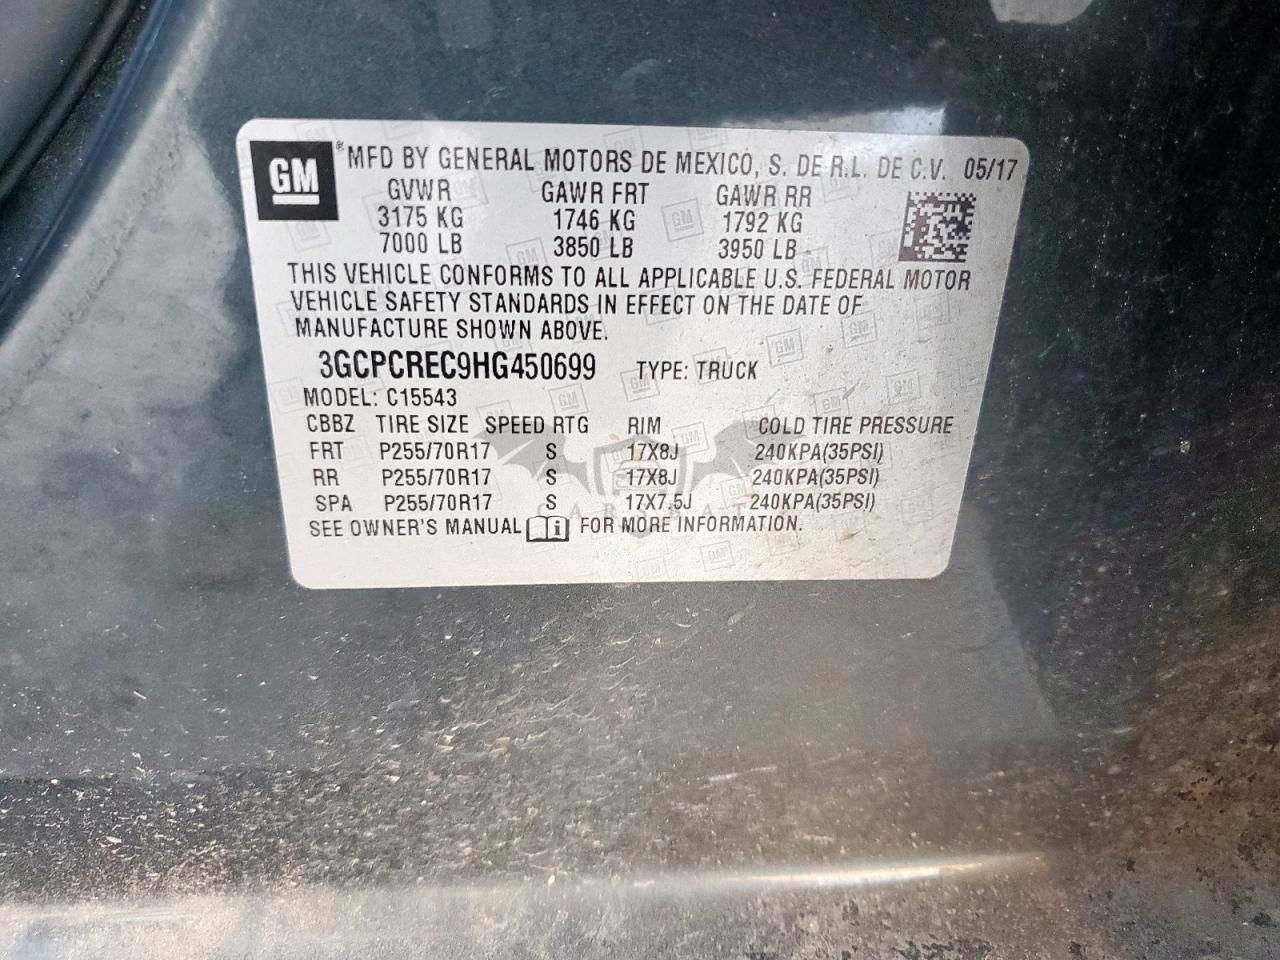 GM ® MFD BY GENERAL MOTORS DE MEXICO, S. DE R.L. DE C.V. 05/17
GVWR GAWR FRT GAWR RR
3175 KG 1746 KG 1792 KG
7000 LB 3850 LB 3950 LB
THIS VEHICLE CONFORMS TO ALL APPLICABLE U.S. FEDERAL MOTOR
VEHICLE SAFETY STANDARDS IN EFFECT ON THE DATE OF
MANUFACTURE SHOWN ABOVE.
3GCPCREC9HG450699 TYPE: TRUCK
MODEL: C15543
CBBZ TIRE SIZE SPEED RTG RIM COLD TIRE PRESSURE
FRT P255/70R17 S 17X8J 240KPA(35PSI)
RR P255/70R17 S 17X8J 240KPA(35PSI)
SPA P255/70R17 S 17X7.5J 240KPA(35PSI)
SEE OWNER'S MANUAL i FOR MORE INFORMATION.